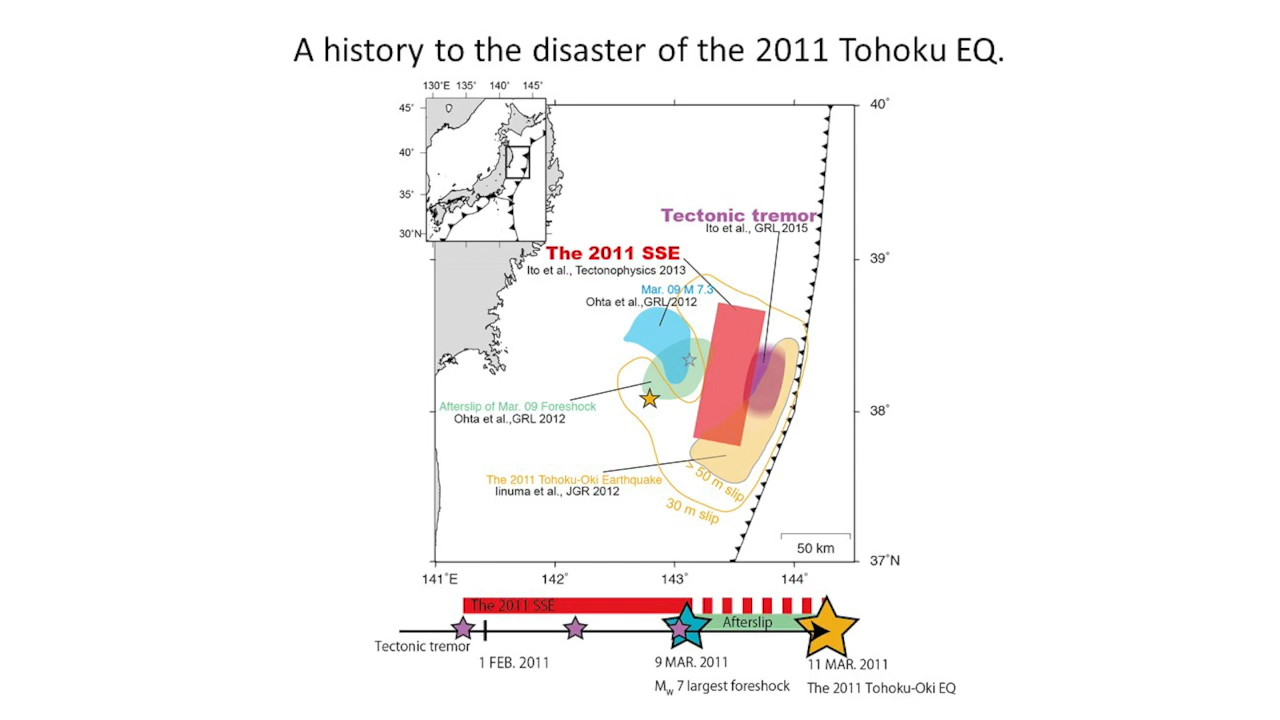 A history to the disaster of the 2011 Tohoku EQ.
130°E 135° 140° 145°
45°
40°
35°
30°N
40°
39°
38°
37°N
Tectonic tremor
Ito et al., GRL 2015
The 2011 SSE
Ito et al., Tectonophysics 2013
Mar. 09 M 7.3
Ohta et al.,GRL 2012
Afterslip of Mar. 09 Foreshock
Ohta et al.,GRL 2012
The 2011 Tohoku-Oki Earthquake
Iinuma et al., JGR 2012
> 50 m slip
30 m slip
50 km
141°E 142° 143° 144°
The 2011 SSE
Afterslip
Tectonic tremor
1 FEB. 2011
9 MAR. 2011
11 MAR. 2011
Mw 7 largest foreshock
The 2011 Tohoku-Oki EQ